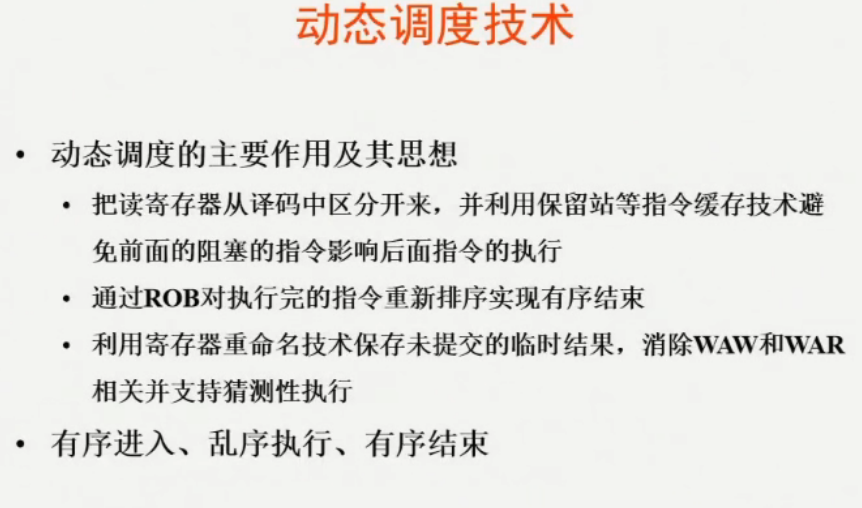 动态调度技术
• 动态调度的主要作用及其思想
• 把读寄存器从译码中区分开来，并利用保留站等指令缓存技术避
免前面的阻塞的指令影响后面指令的执行
• 通过ROB对执行完的指令重新排序实现有序结束
• 利用寄存器重命名技术保存未提交的临时结果，消除WAW和WAR
相关并支持猜测性执行
• 有序进入、乱序执行、有序结束